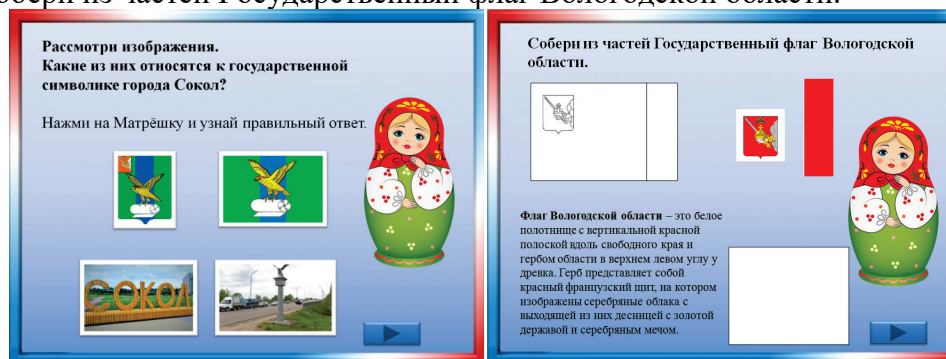 обери из частей Государственный флаг Вологодской области.
Рассмотри изображения.
Какие из них относятся к государственной
символике города Сокол?
Нажми на Матрёшку и узнай правильный ответ.
СОКОЛ
Собери из частей Государственный флаг Вологодской
области.
Флаг Вологодской области – это белое
полотнище с вертикальной красной
полоской вдоль свободного края и
гербом области в верхнем левом углу у
древка. Герб представляет собой
красный французский щит, на котором
изображены серебряные облака с
выходящей из них десницей с золотой
державой и серебряным мечом.